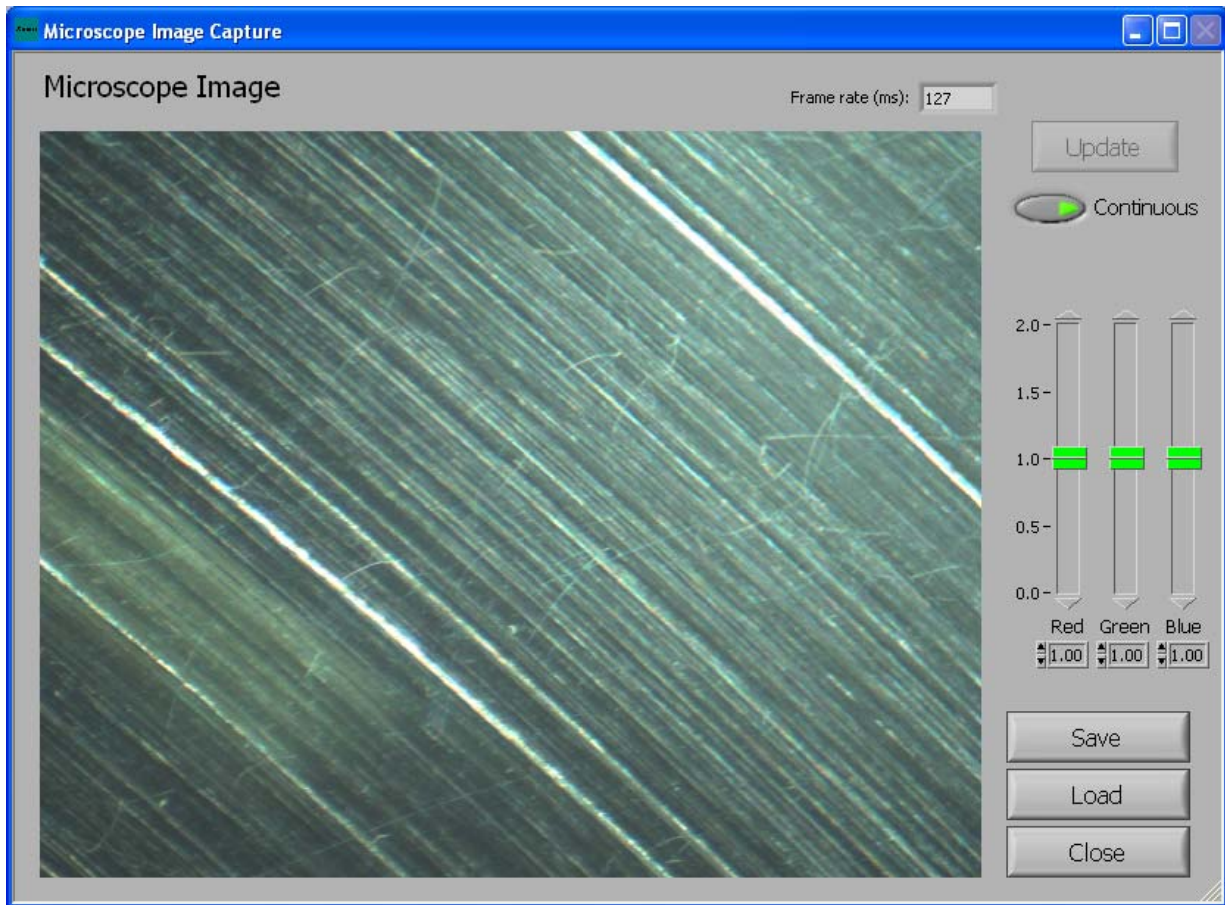 Microscope Image Capture
Microscope Image
Frame rate (ms): 127
Update
Continuous
2.0
1.5
1.0
0.5
0.0
Red Green Blue
1.00 1.00 1.00
Save
Load
Close